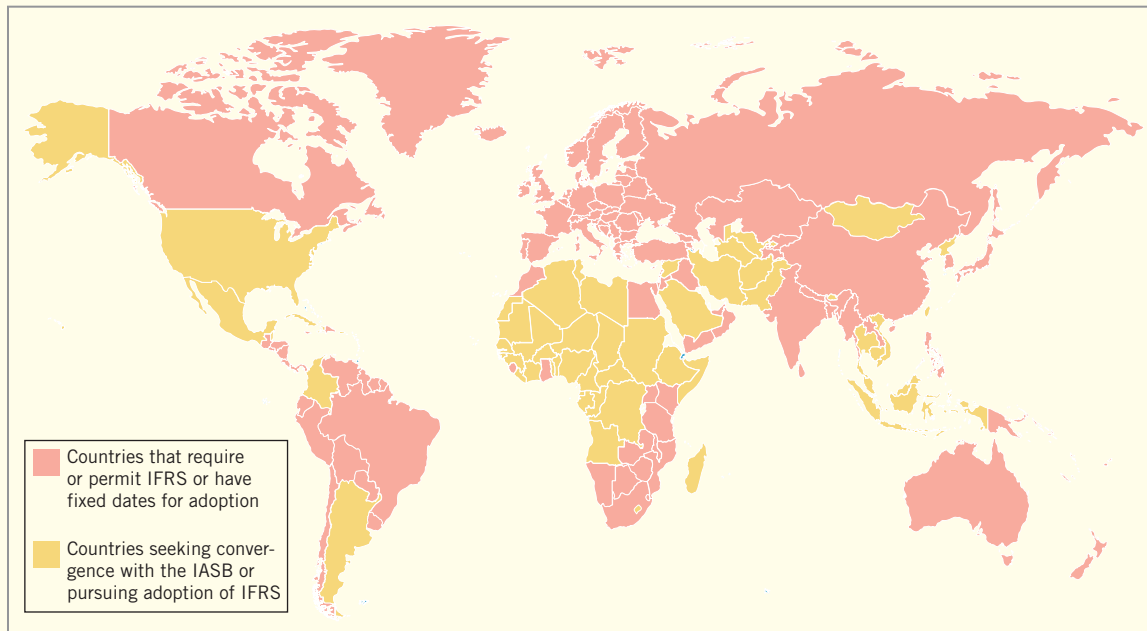 Countries that require
or permit IFRS or have
fixed dates for adoption
Countries seeking conver-
gence with the IASB or
pursuing adoption of IFRS